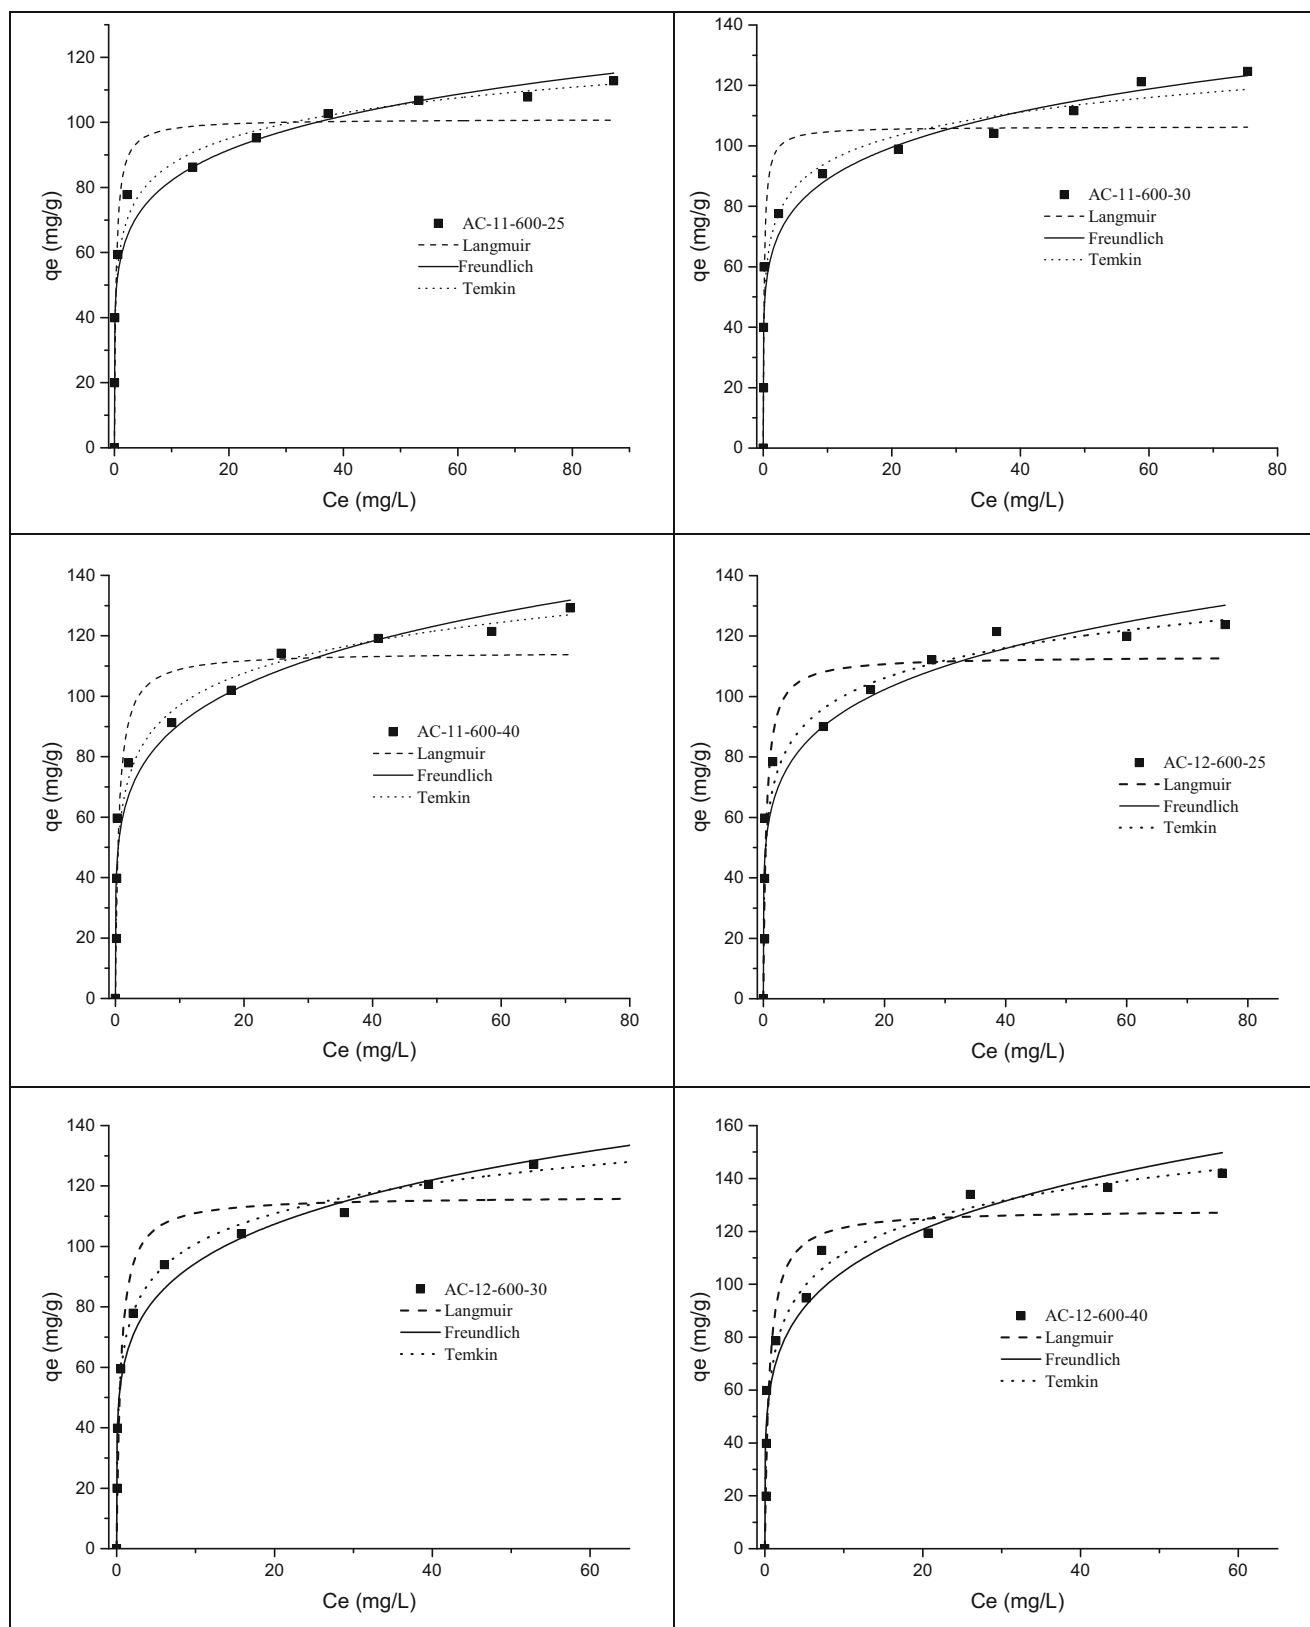 120
100
80
60
40
20
0
qe (mg/g)
AC-11-600-25
Langmuir
Freundlich
Temkin
0 20 40 60 80
Ce (mg/L)
140
120
100
80
60
40
20
0
qe (mg/g)
AC-11-600-30
Langmuir
Freundlich
Temkin
0 20 40 60 80
Ce (mg/L)
140
120
100
80
60
40
20
0
qe (mg/g)
AC-11-600-40
Langmuir
Freundlich
Temkin
0 20 40 60 80
Ce (mg/L)
140
120
100
80
60
40
20
0
qe (mg/g)
AC-12-600-25
Langmuir
Freundlich
Temkin
0 20 40 60 80
Ce (mg/L)
140
120
100
80
60
40
20
0
qe (mg/g)
AC-12-600-30
Langmuir
Freundlich
Temkin
0 20 40 60
Ce (mg/L)
160
140
120
100
80
60
40
20
0
qe (mg/g)
AC-12-600-40
Langmuir
Freundlich
Temkin
0 20 40 60
Ce (mg/L)